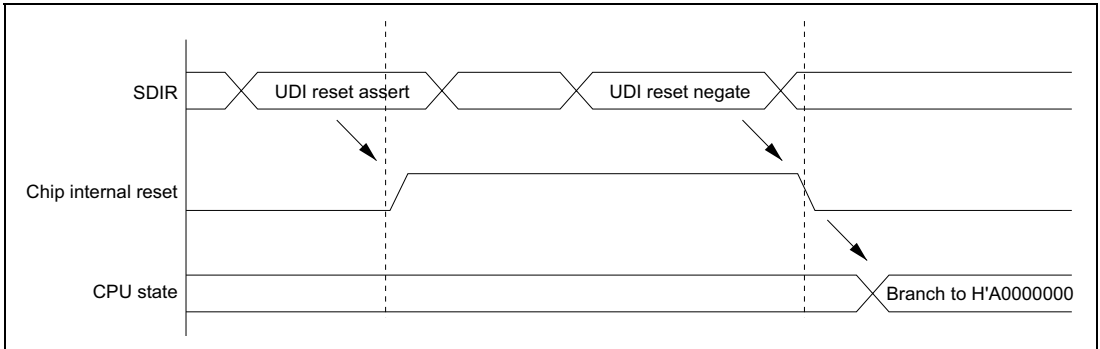 SDIR
UDI reset assert
UDI reset negate
Chip internal reset
CPU state
Branch to H'A0000000